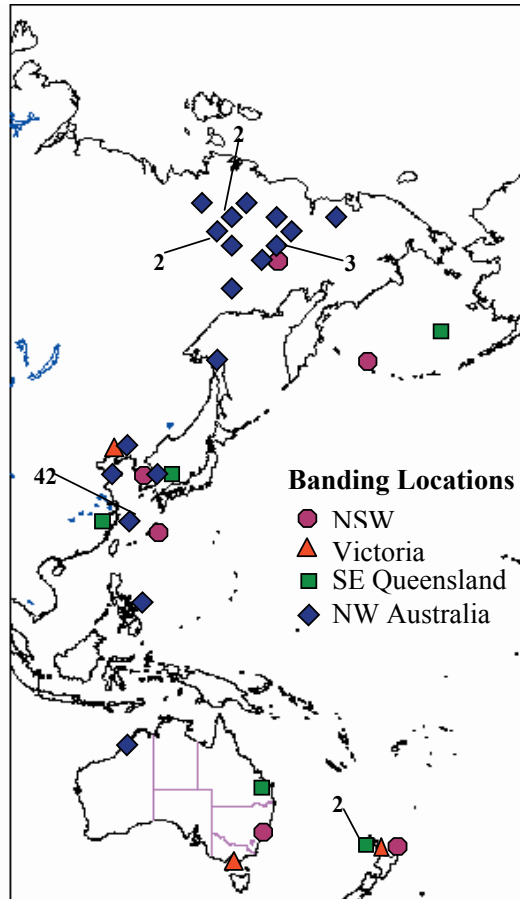 2
2
3
42
Banding Locations
NSW
Victoria
SE Queensland
NW Australia
2